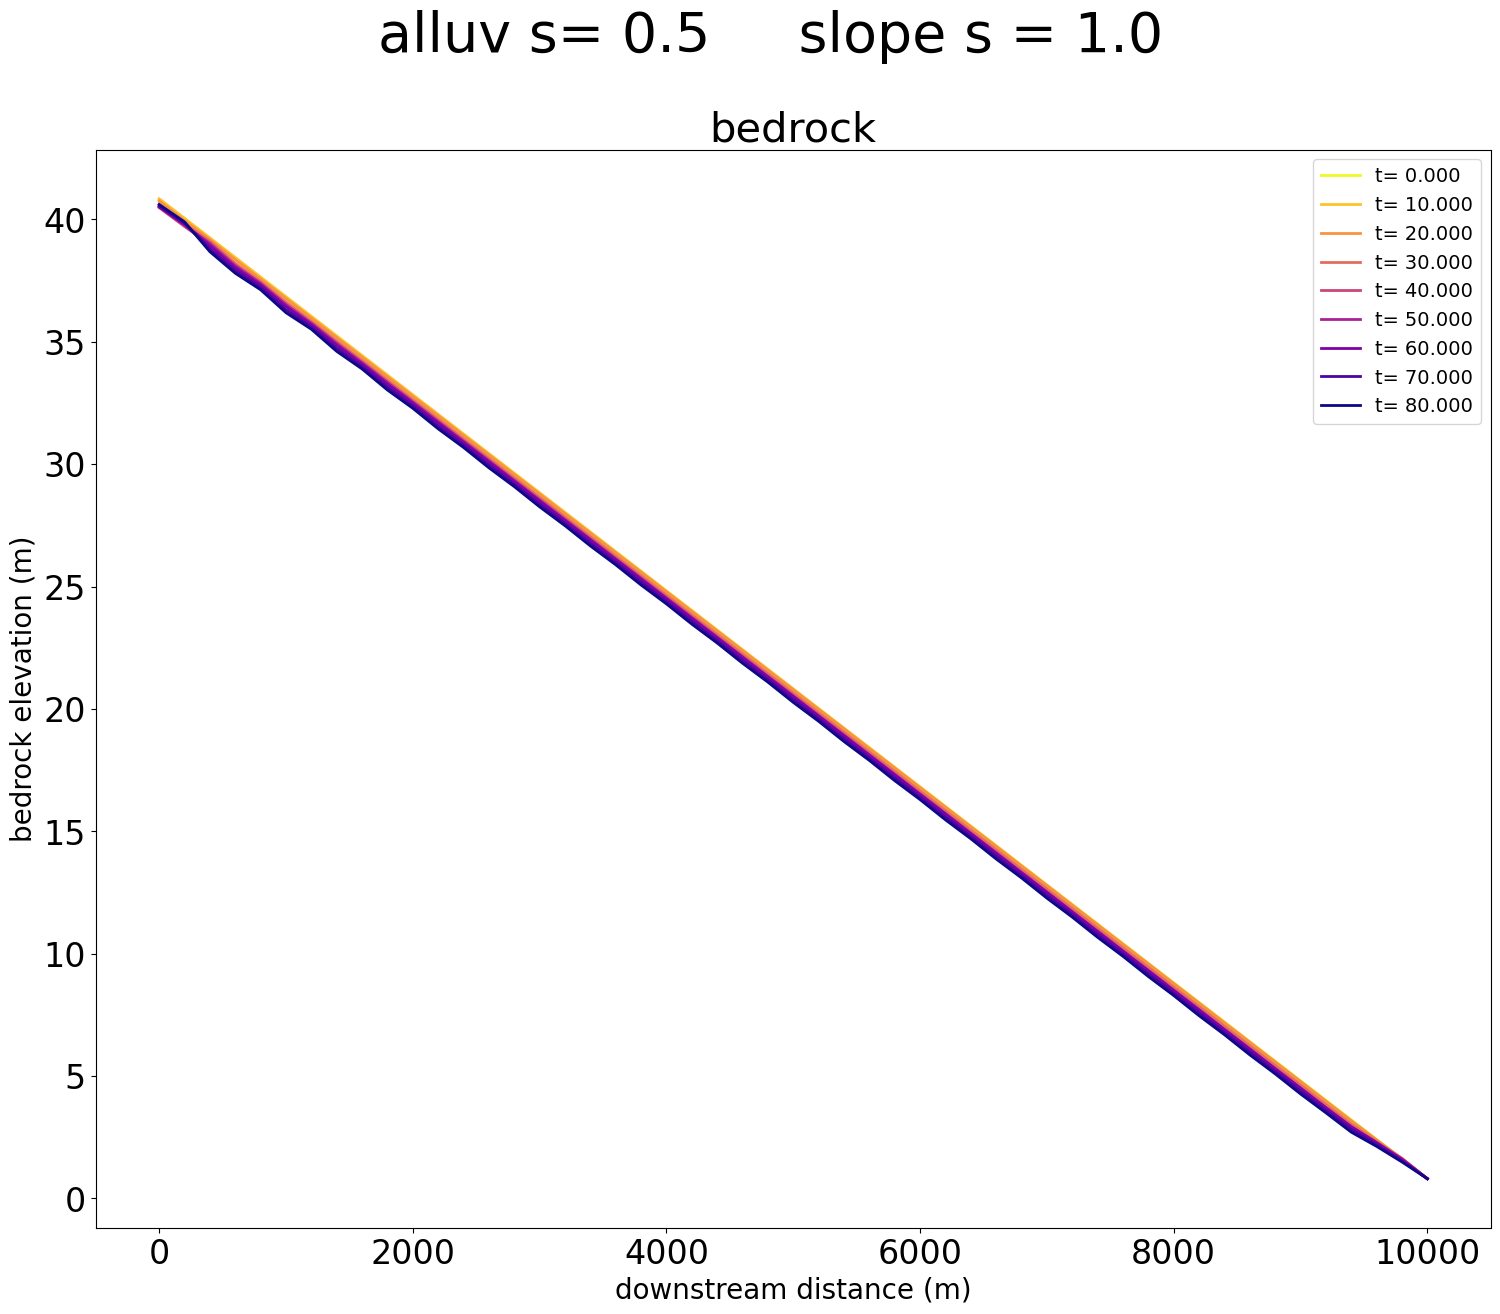 alluv s= 0.5 slope s = 1.0
bedrock
t= 0.000
t= 10.000
t= 20.000
t= 30.000
t= 40.000
t= 50.000
t= 60.000
t= 70.000
t= 80.000
bedrock elevation (m)
40
35
30
25
20
15
10
5
0
0 2000 4000 6000 8000 10000
downstream distance (m)